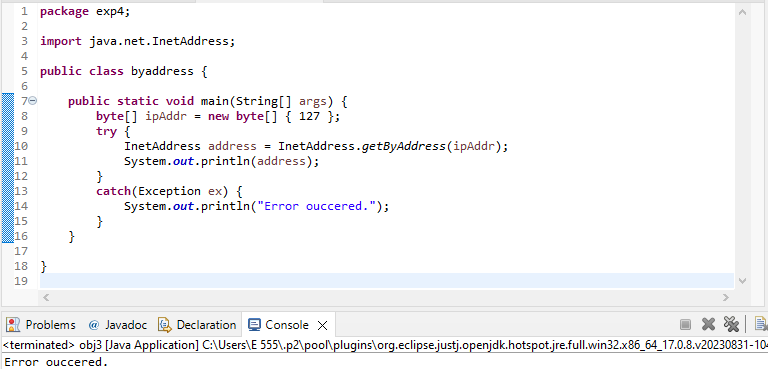 1 package exp4;
2
3 import java.net.InetAddress;
4
5 public class byaddress {
6
7 public static void main(String[] args) {
8 byte[] ipAddr = new byte[] { 127 };
9 try {
10 InetAddress address = InetAddress.getByAddress(ipAddr);
11 System.out.println(address);
12 }
13 catch(Exception ex) {
14 System.out.println("Error ouccered.");
15 }
16 }
17
18 }
19
Problems @ Javadoc Declaration Console
<terminated> obj3 [Java Application] C:\Users\E 555\.p2\pool\plugins\org.eclipse.justj.openjdk.hotspot.jre.full.win32.x86_64_17.0.8.v20230831-104
Error ouccered.